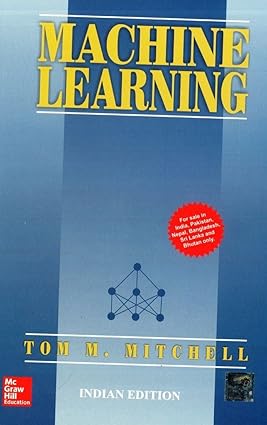 MACHINE
LEARNING
For sale in
India, Pakistan,
Nepal, Bangladesh,
Sri Lanka and
Bhutan only.
TOM M. MITCHELL
Mc
Graw
Hill
Education
INDIAN EDITION